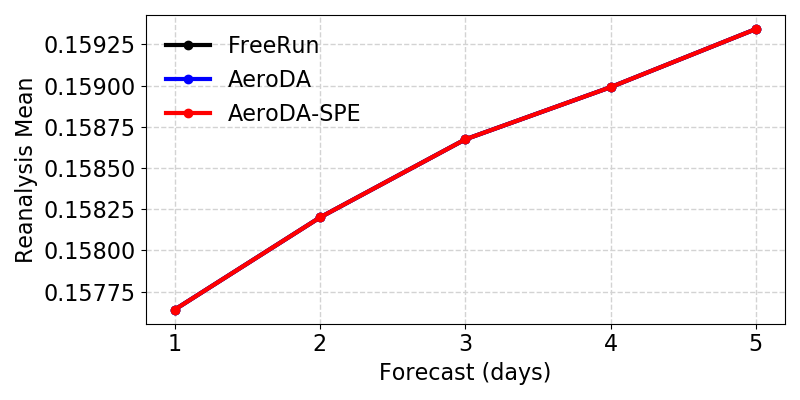 Reanalysis Mean
0.15925
0.15900
0.15875
0.15850
0.15825
0.15800
0.15775
FreeRun
AeroDA
AeroDA-SPE
1 2 3 4 5
Forecast (days)